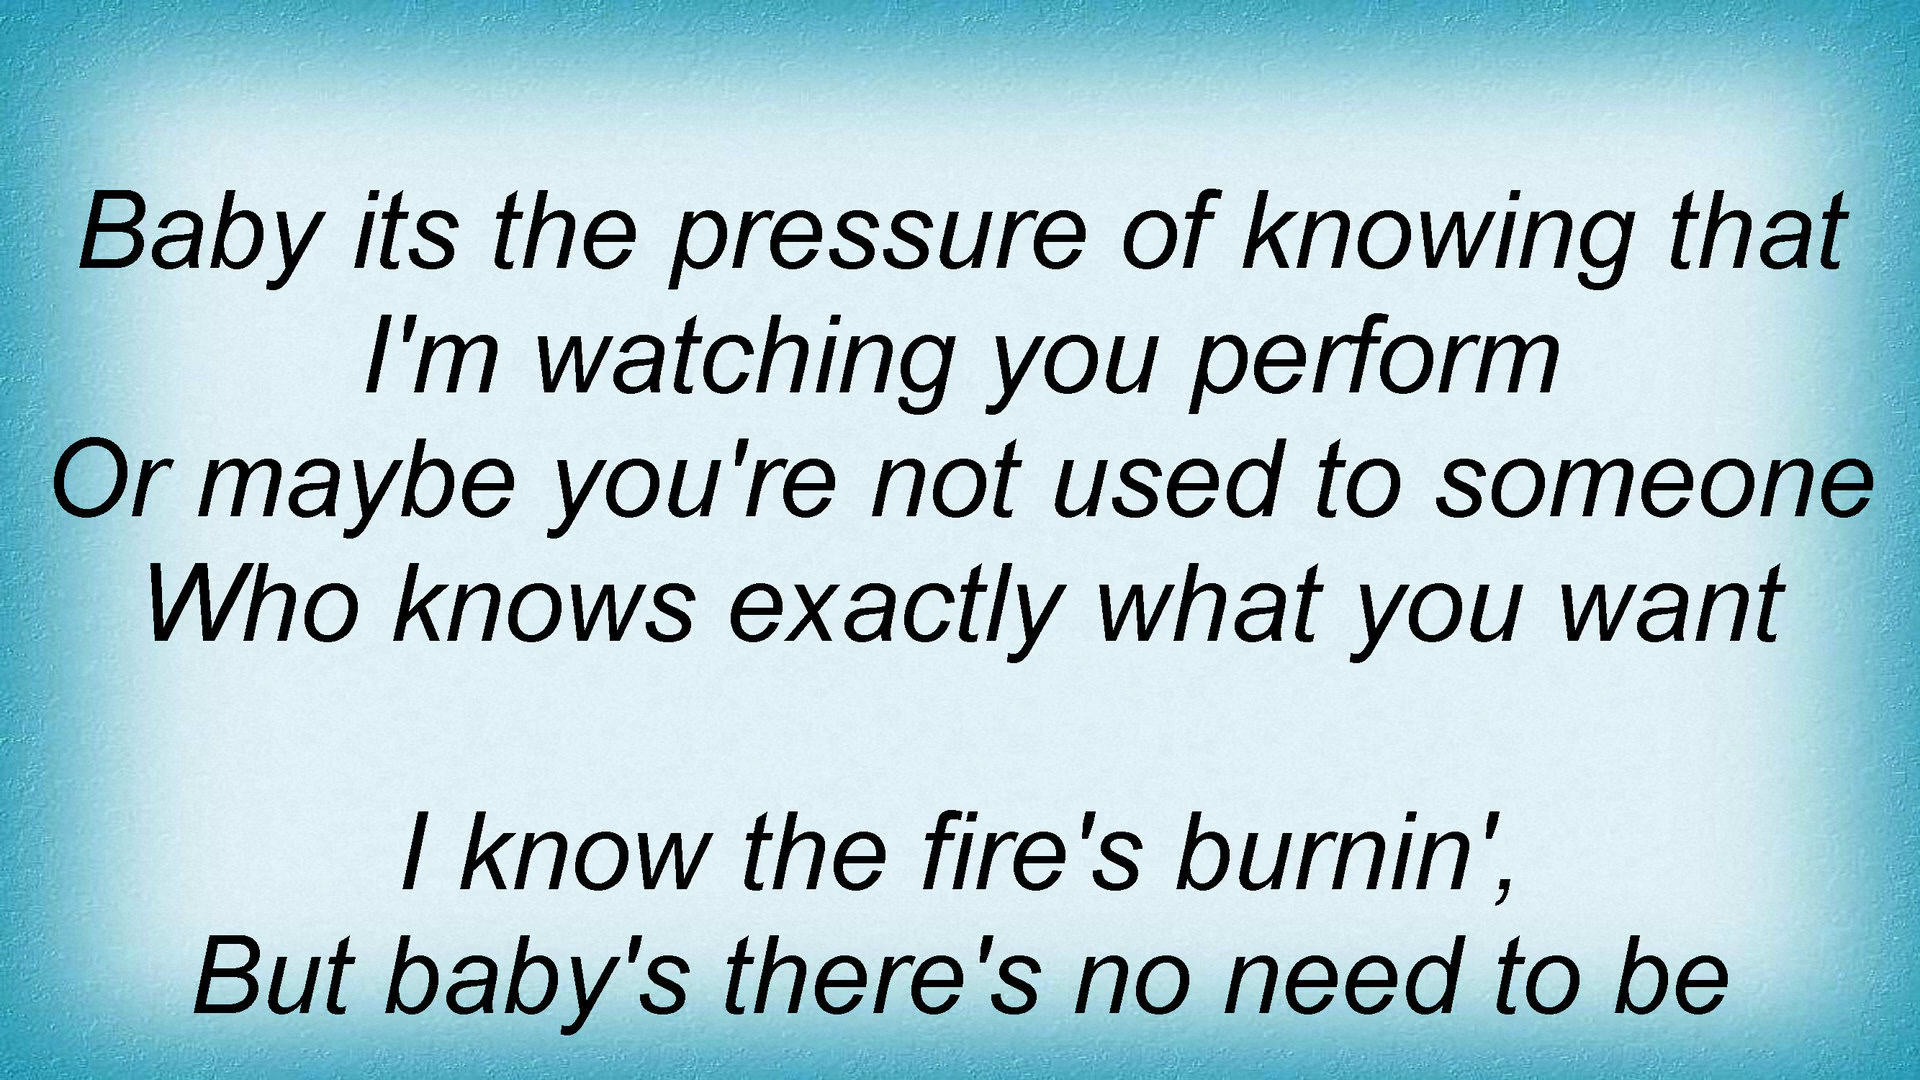 Baby its the pressure of knowing that
I'm watching you perform
Or maybe you're not used to someone
Who knows exactly what you want
I know the fire's burnin',
But baby's there's no need to be